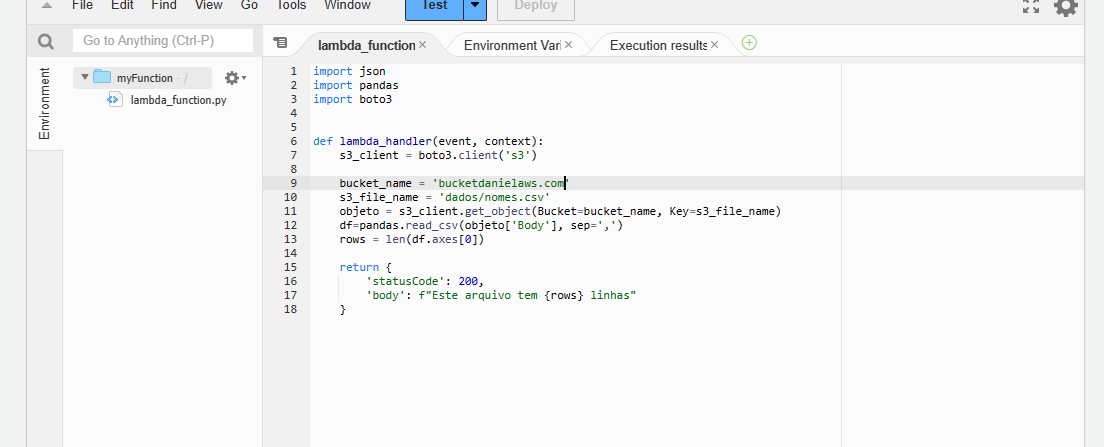 File Edit Find View Go Tools Window Test Deploy
Go to Anything (Ctrl-P)
lambda_function × Environment Vari × Execution results ×
Environment
myFunction - /
lambda_function.py
1 import json
2 import pandas
3 import boto3
4
5
6 def lambda_handler(event, context):
7 s3_client = boto3.client('s3')
8
9 bucket_name = 'bucketdanielaws.com'
10 s3_file_name = 'dados/nomes.csv'
11 objeto = s3_client.get_object(Bucket=bucket_name, Key=s3_file_name)
12 df=pandas.read_csv(objeto['Body'], sep=',')
13 rows = len(df.axes[0])
14
15 return {
16 'statusCode': 200,
17 'body': f"Este arquivo tem {rows} linhas"
18 }